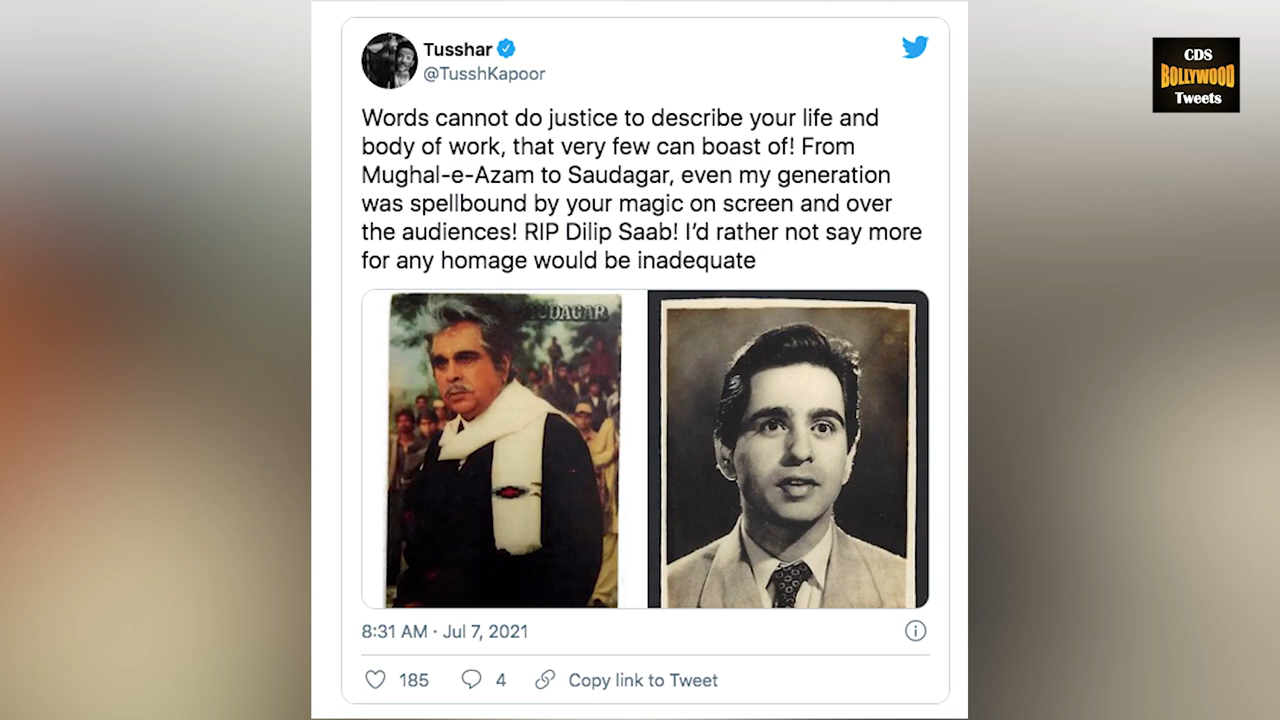 Tusshar
@TusshKapoor
CDS
BOLLYWOOD
Tweets
Words cannot do justice to describe your life and
body of work, that very few can boast of! From
Mughal-e-Azam to Saudagar, even my generation
was spellbound by your magic on screen and over
the audiences! RIP Dilip Saab! I’d rather not say more
for any homage would be inadequate
SAUDAGAR
8:31 AM · Jul 7, 2021
185 4 Copy link to Tweet